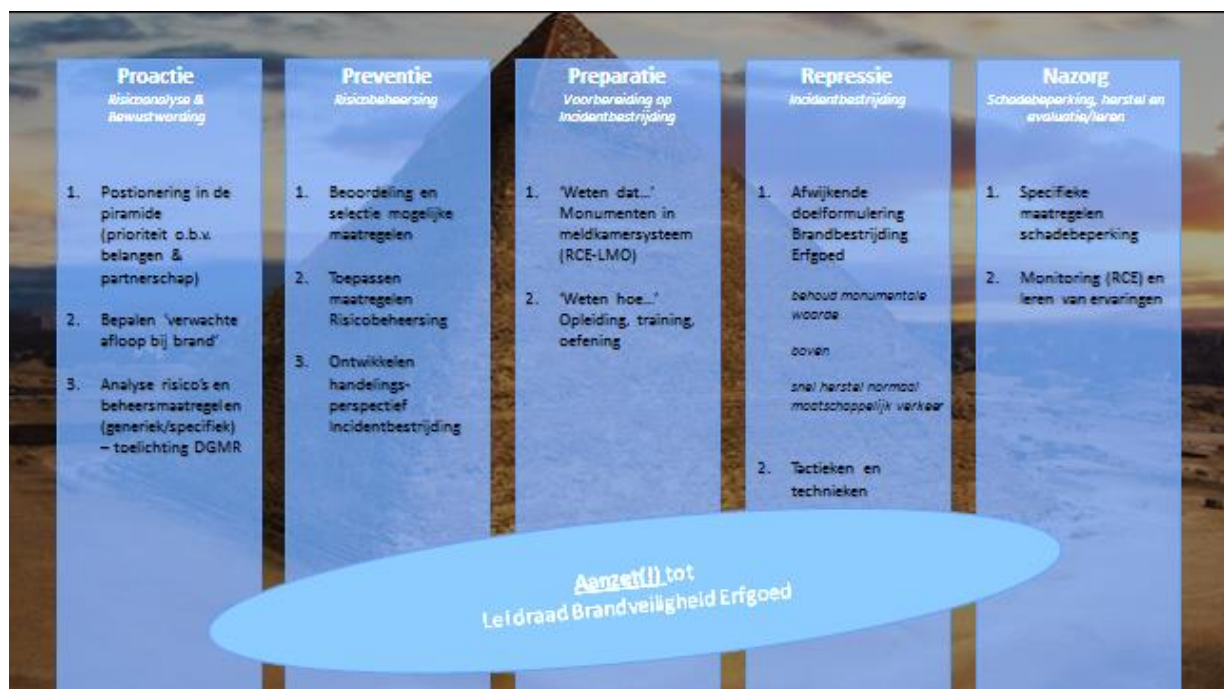 Proactie
Risicoanalyse &
Bewustwording
1. Postionering in de
piramide
(prioriteit o.b.v.
belangen &
partnerschap)
2. Bepalen 'verwachte
afloop bij brand'
3. Analyse risico's en
beheersmaatregelen
(generiek/specifiek)
– toelichting DGMR
Preventie
Risicobeheersing
1. Beoordeling en
selectie mogelijke
maatregelen
2. Toepassen
maatregelen
Risicobeheersing
3. Ontwikkelen
handelings-
perspectief
Incidentbestrijding
Preparatie
Voorbereiding op
Incidentbestrijding
1. 'Weten dat...'
Monumenten in
meldkamersysteem
(RCE-LMO)
2. 'Weten hoe...'
Opleiding, training,
oefening
Repressie
Incidentbestrijding
1. Afwijkende
doelformulering
Brandbestrijding
Erfgoed
behoud monumentale
waarde
boven
snel herstel normaal
maatschappelijk verkeer
2. Tactieken en
technieken
Nazorg
Schadebeperking, herstel en
evaluatie/leren
1. Specifieke
maatregelen
schadebeperking
2. Monitoring (RCE) en
leren van ervaringen
Aanzet(!) tot
Leidraad Brandveiligheid Erfgoed